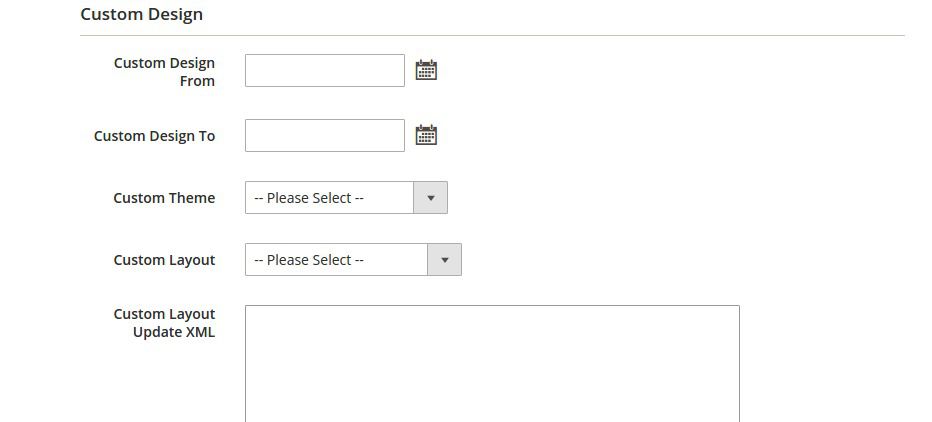 Custom Design
Custom Design
From
Custom Design To
Custom Theme
-- Please Select --
Custom Layout
-- Please Select --
Custom Layout
Update XML